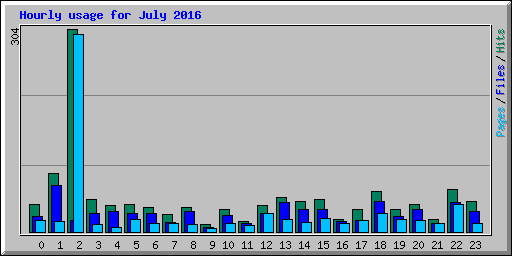 Hourly usage for July 2016
304
Pages / Files / Hits
0 1 2 3 4 5 6 7 8 9 10 11 12 13 14 15 16 17 18 19 20 21 22 23